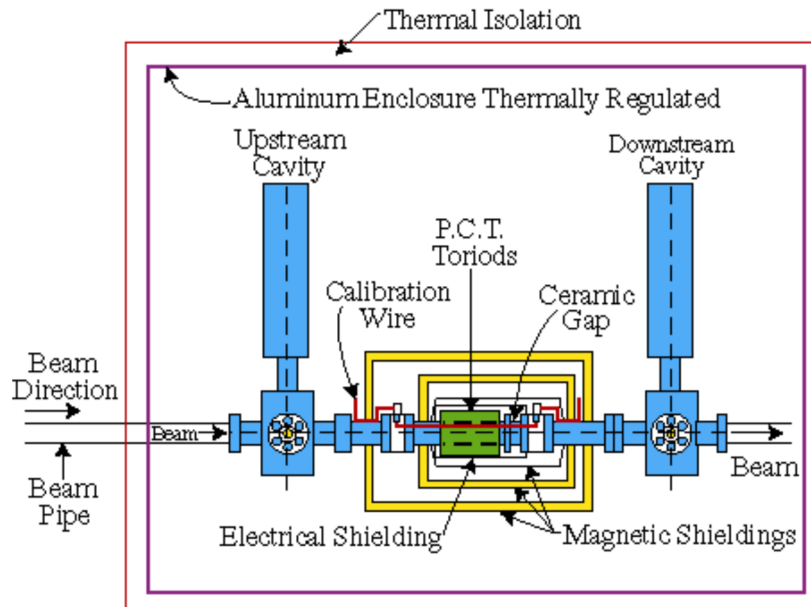 Thermal Isolation
Aluminum Enclosure Thermally Regulated
Upstream
Cavity
Downstream
Cavity
P.C.T.
Toriods
Calibration
Wire
Ceramic
Gap
Beam
Direction
Beam
Beam
Beam
Pipe
Electrical Shielding
Magnetic Shieldings